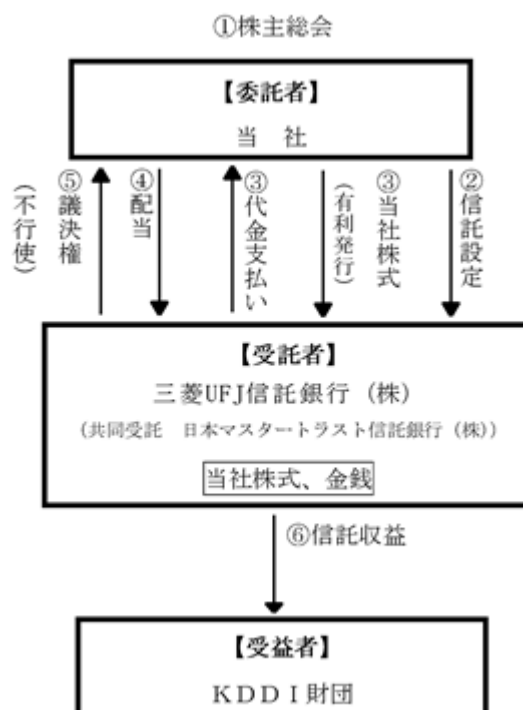 ①株主総会
【委託者】
当 社
⑤議決権
(不行使)
④配当
③代金支払い
③当社株式
(有利発行)
②信託設定
【受託者】
三菱UFJ信託銀行(株)
(共同受託 日本マスタートラスト信託銀行(株))
当社株式、金銭
⑥信託収益
【受益者】
KDDI財団